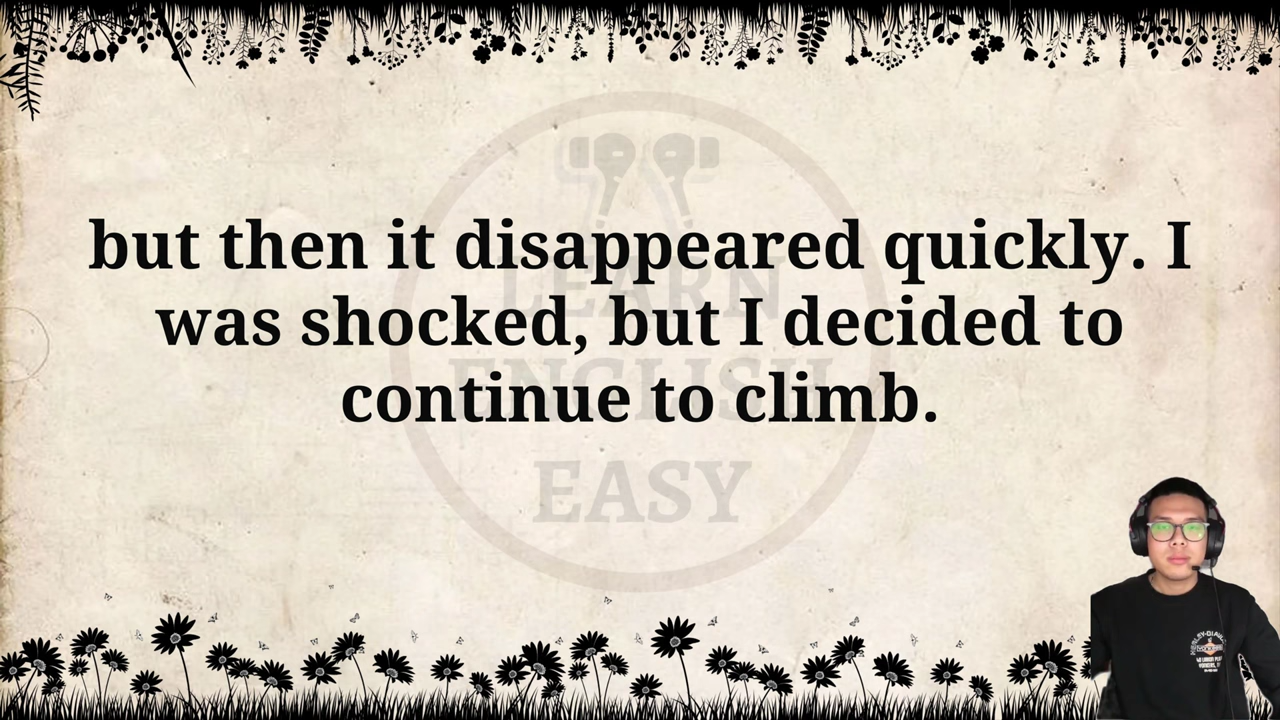 but then it disappeared quickly. I
was shocked, but I decided to
continue to climb.
LEARN
ENGLISH
EASY